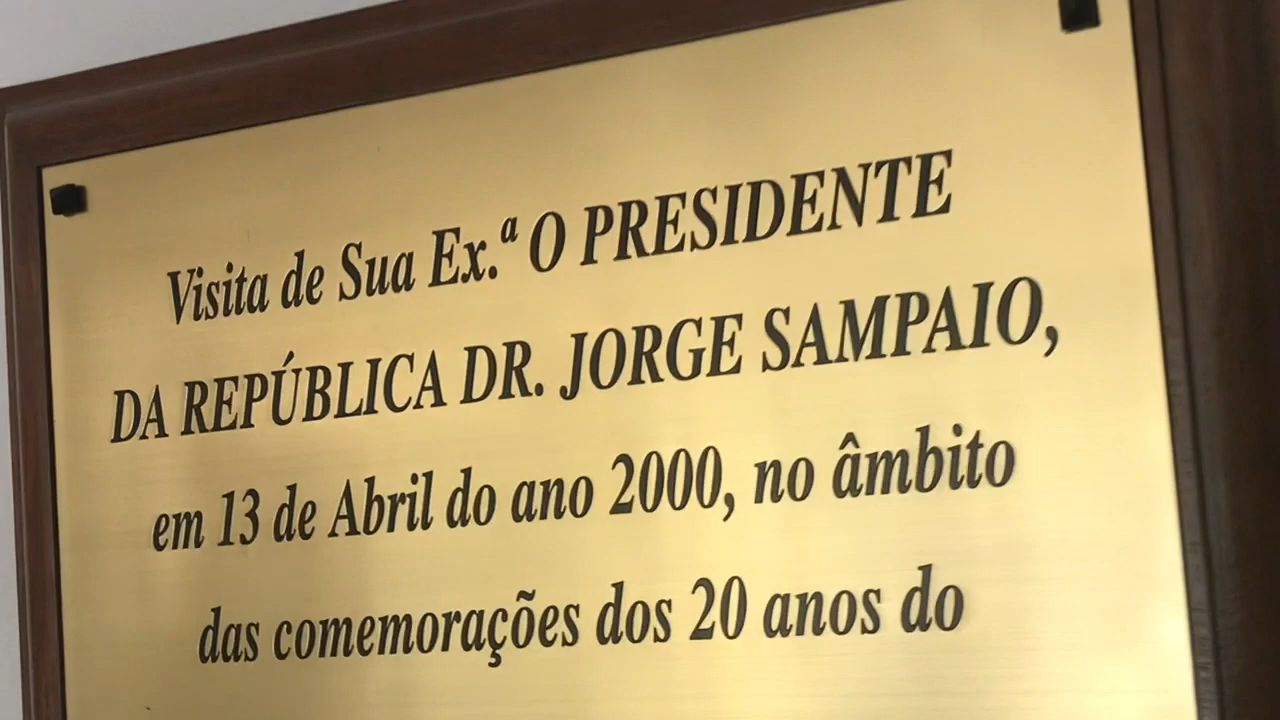 Visita de Sua Ex.ª O PRESIDENTE
DA REPÚBLICA DR. JORGE SAMPAIO,
em 13 de Abril do ano 2000, no âmbito
das comemorações dos 20 anos do